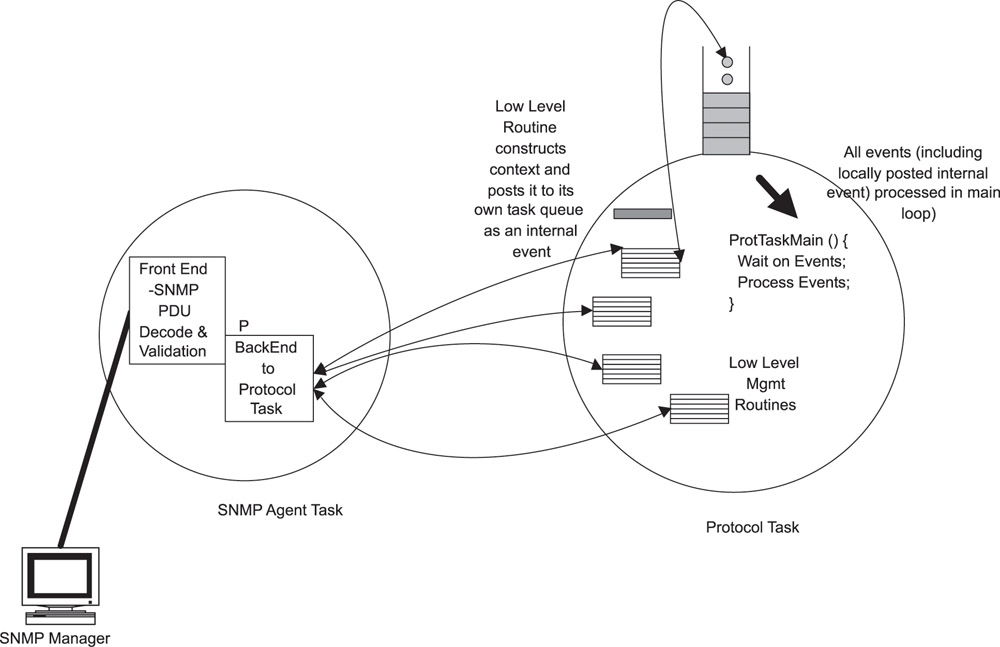 Low Level
Routine
constructs
context and
posts it to its
own task queue
as an internal
event
All events (including
locally posted internal
event) processed in main
loop)
ProtTaskMain () {
Wait on Events;
Process Events;
}
Front End
-SNMP
PDU
Decode &
Validation
P
BackEnd
to
Protocol
Task
Low Level
Mgmt
Routines
SNMP Agent Task
Protocol Task
SNMP Manager